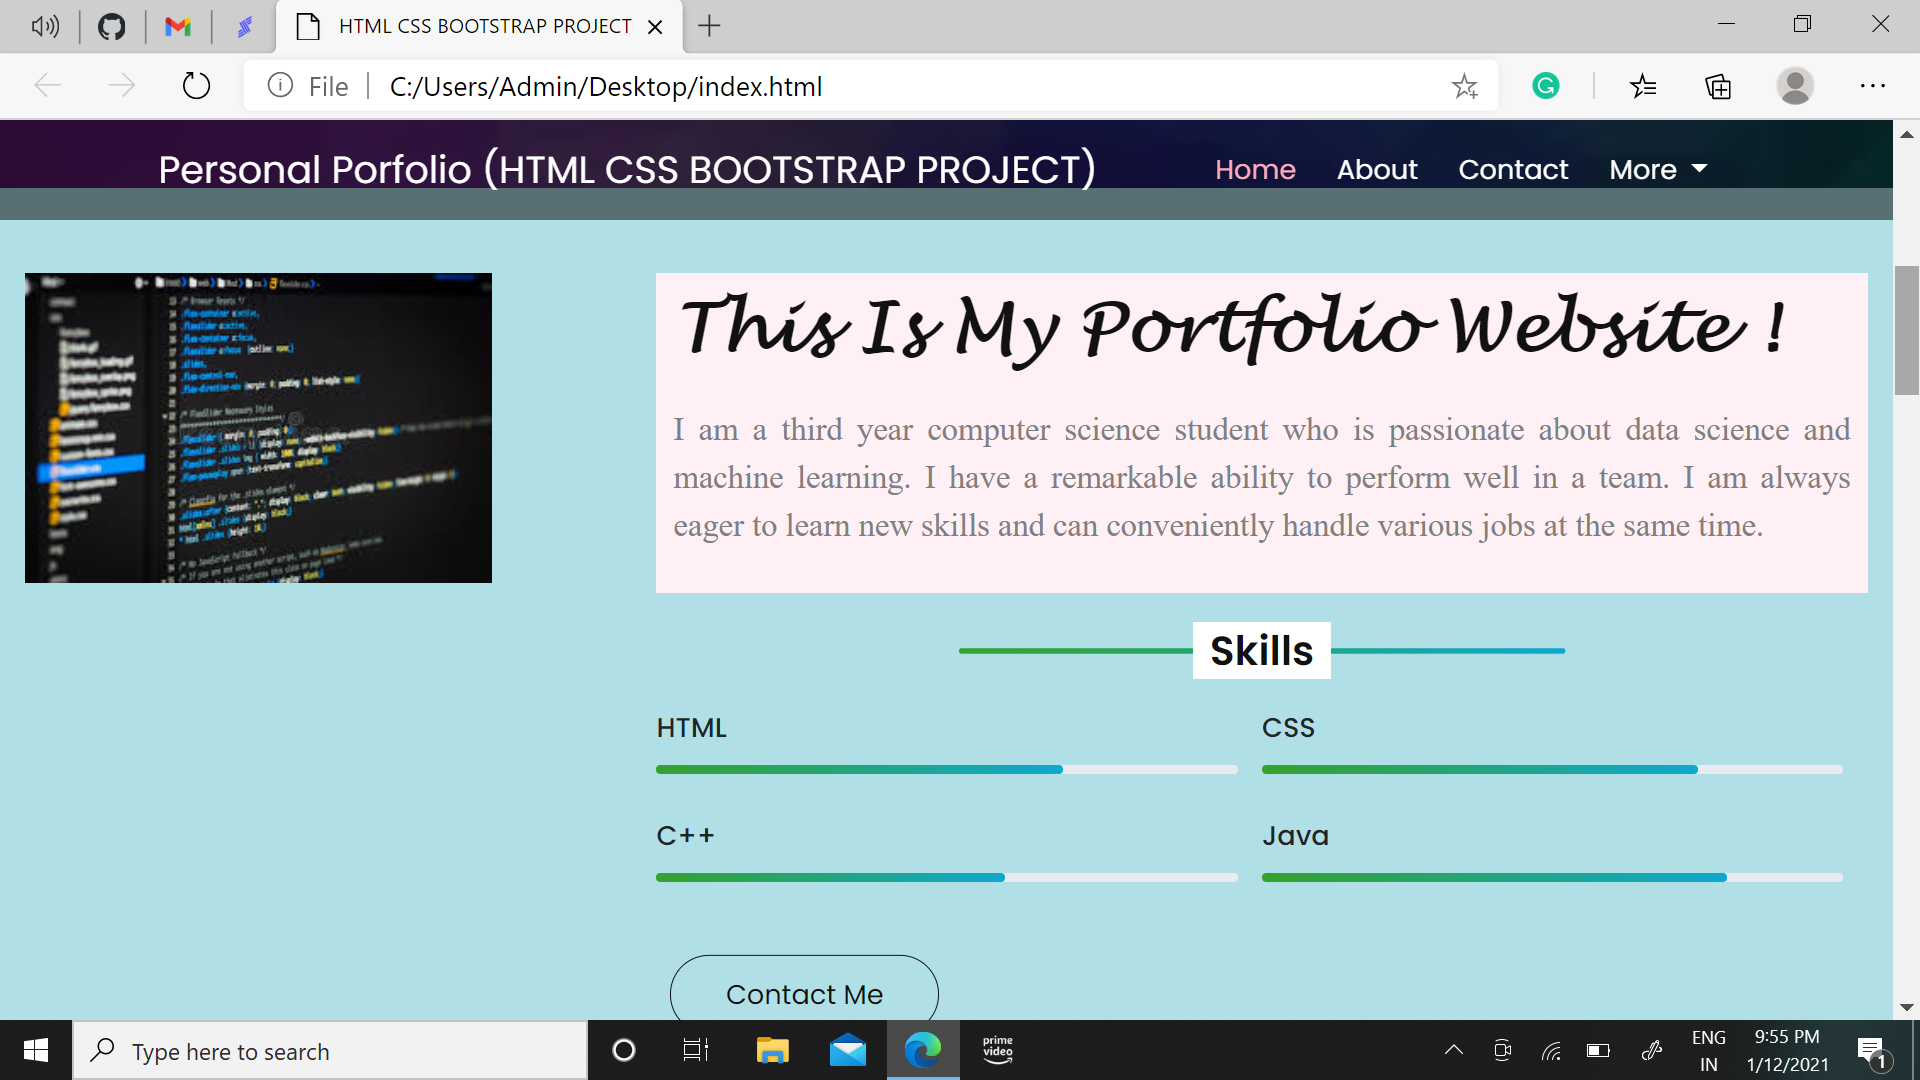 HTML CSS BOOTSTRAP PROJECT
File
C:/Users/Admin/Desktop/index.html
Personal Porfolio (HTML CSS BOOTSTRAP PROJECT)
Home About Contact More
This Is My Portfolio Website !
I am a third year computer science student who is passionate about data science and
machine learning. I have a remarkable ability to perform well in a team. I am always
eager to learn new skills and can conveniently handle various jobs at the same time.
Skills
HTML CSS
C++ Java
Contact Me
Type here to search
prime
video
ENG
IN
9:55 PM
1/12/2021
1